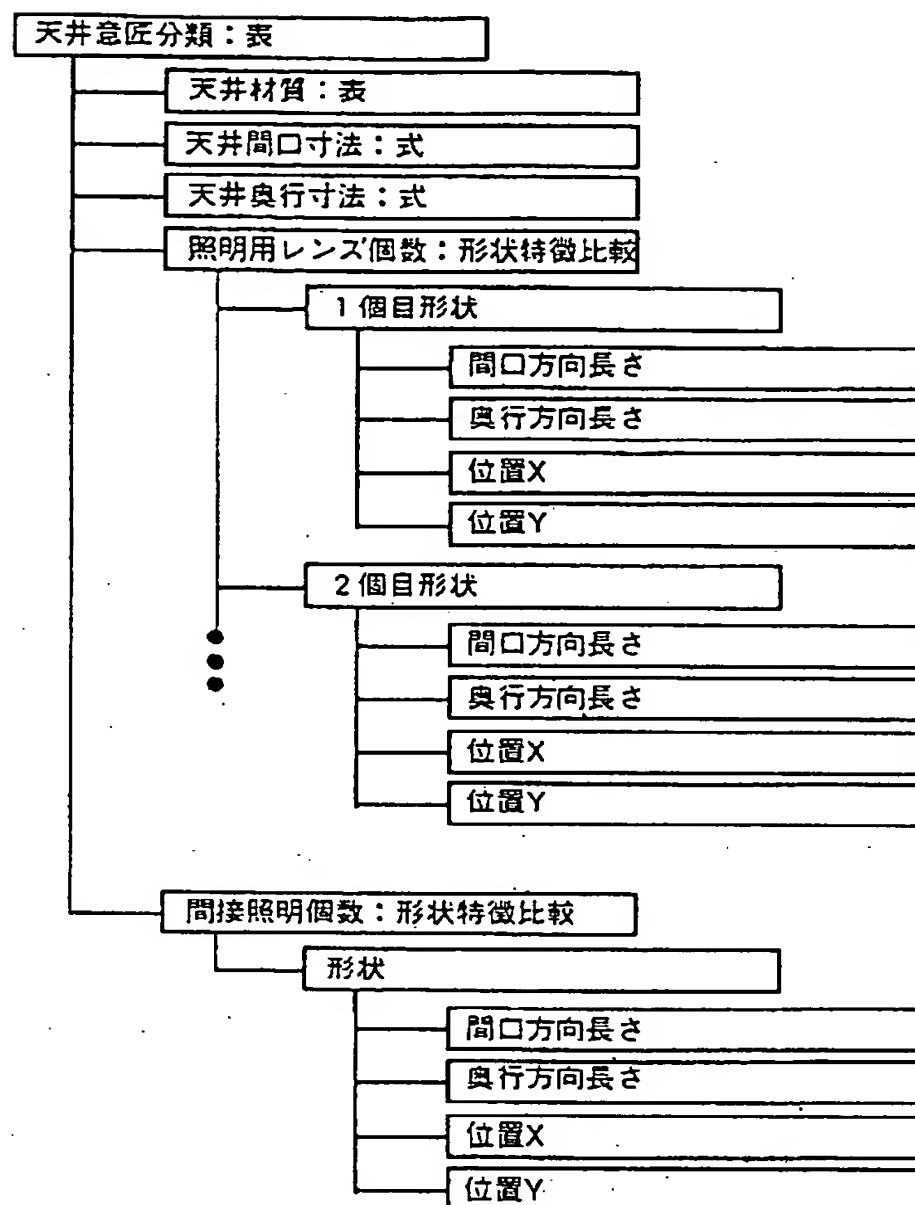 天井意匠分類：表
天井材質：表
天井間口寸法：式
天井奥行寸法：式
照明用レンズ個数：形状特徴比較
1個目形状
間口方向長さ
奥行方向長さ
位置X
位置Y
2個目形状
間口方向長さ
奥行方向長さ
位置X
位置Y
間接照明個数：形状特徴比較
形状
間口方向長さ
奥行方向長さ
位置X
位置Y